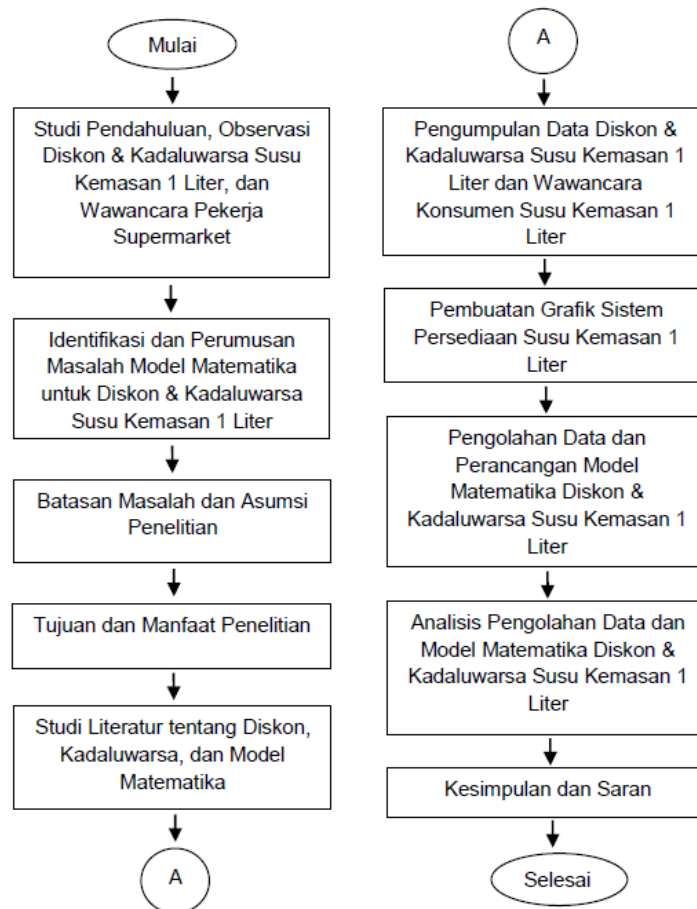 Mulai
Studi Pendahuluan, Observasi
Diskon & Kadaluwarsa Susu
Kemasan 1 Liter, dan
Wawancara Pekerja
Supermarket
Identifikasi dan Perumusan
Masalah Model Matematika
untuk Diskon & Kadaluwarsa
Susu Kemasan 1 Liter
Batasan Masalah dan Asumsi
Penelitian
Tujuan dan Manfaat Penelitian
Studi Literatur tentang Diskon,
Kadaluwarsa, dan Model
Matematika
A
A
Pengumpulan Data Diskon &
Kadaluwarsa Susu Kemasan 1
Liter dan Wawancara
Konsumen Susu Kemasan 1
Liter
Pembuatan Grafik Sistem
Persediaan Susu Kemasan 1
Liter
Pengolahan Data dan
Perancangan Model
Matematika Diskon &
Kadaluwarsa Susu Kemasan 1
Liter
Analisis Pengolahan Data dan
Model Matematika Diskon &
Kadaluwarsa Susu Kemasan 1
Liter
Kesimpulan dan Saran
Selesai